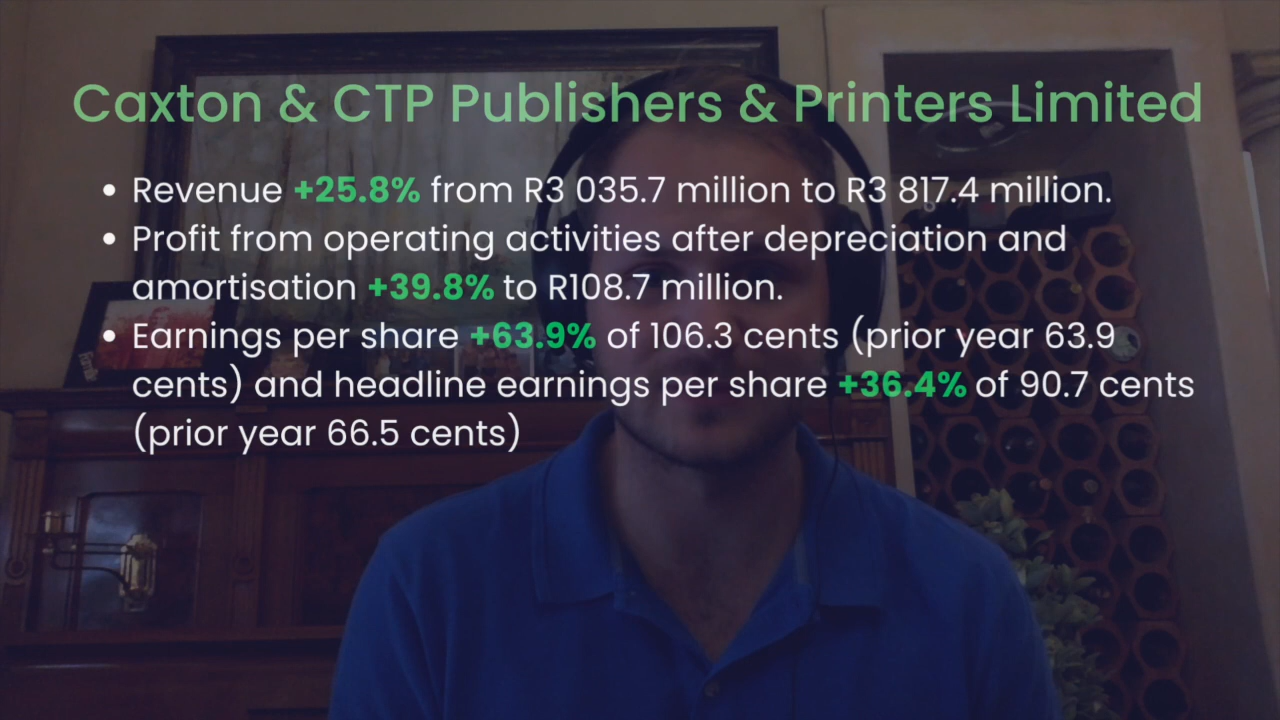 Caxton & CTP Publishers & Printers Limited
• Revenue +25.8% from R3 035.7 million to R3 817.4 million.
• Profit from operating activities after depreciation and
amortisation +39.8% to R108.7 million.
• Earnings per share +63.9% of 106.3 cents (prior year 63.9
cents) and headline earnings per share +36.4% of 90.7 cents
(prior year 66.5 cents)